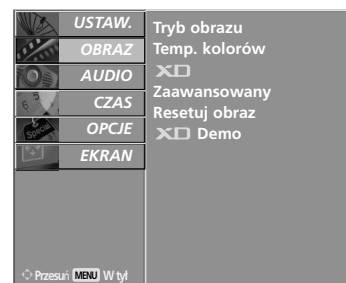 USTAW.
OBRAZ
AUDIO
CZAS
OPCJE
EKRAN
Tryb obrazu
Temp. kolorów
XD
Zaawansowany
Resetuj obraz
XD Demo
Special
Przesuń MENU W tył